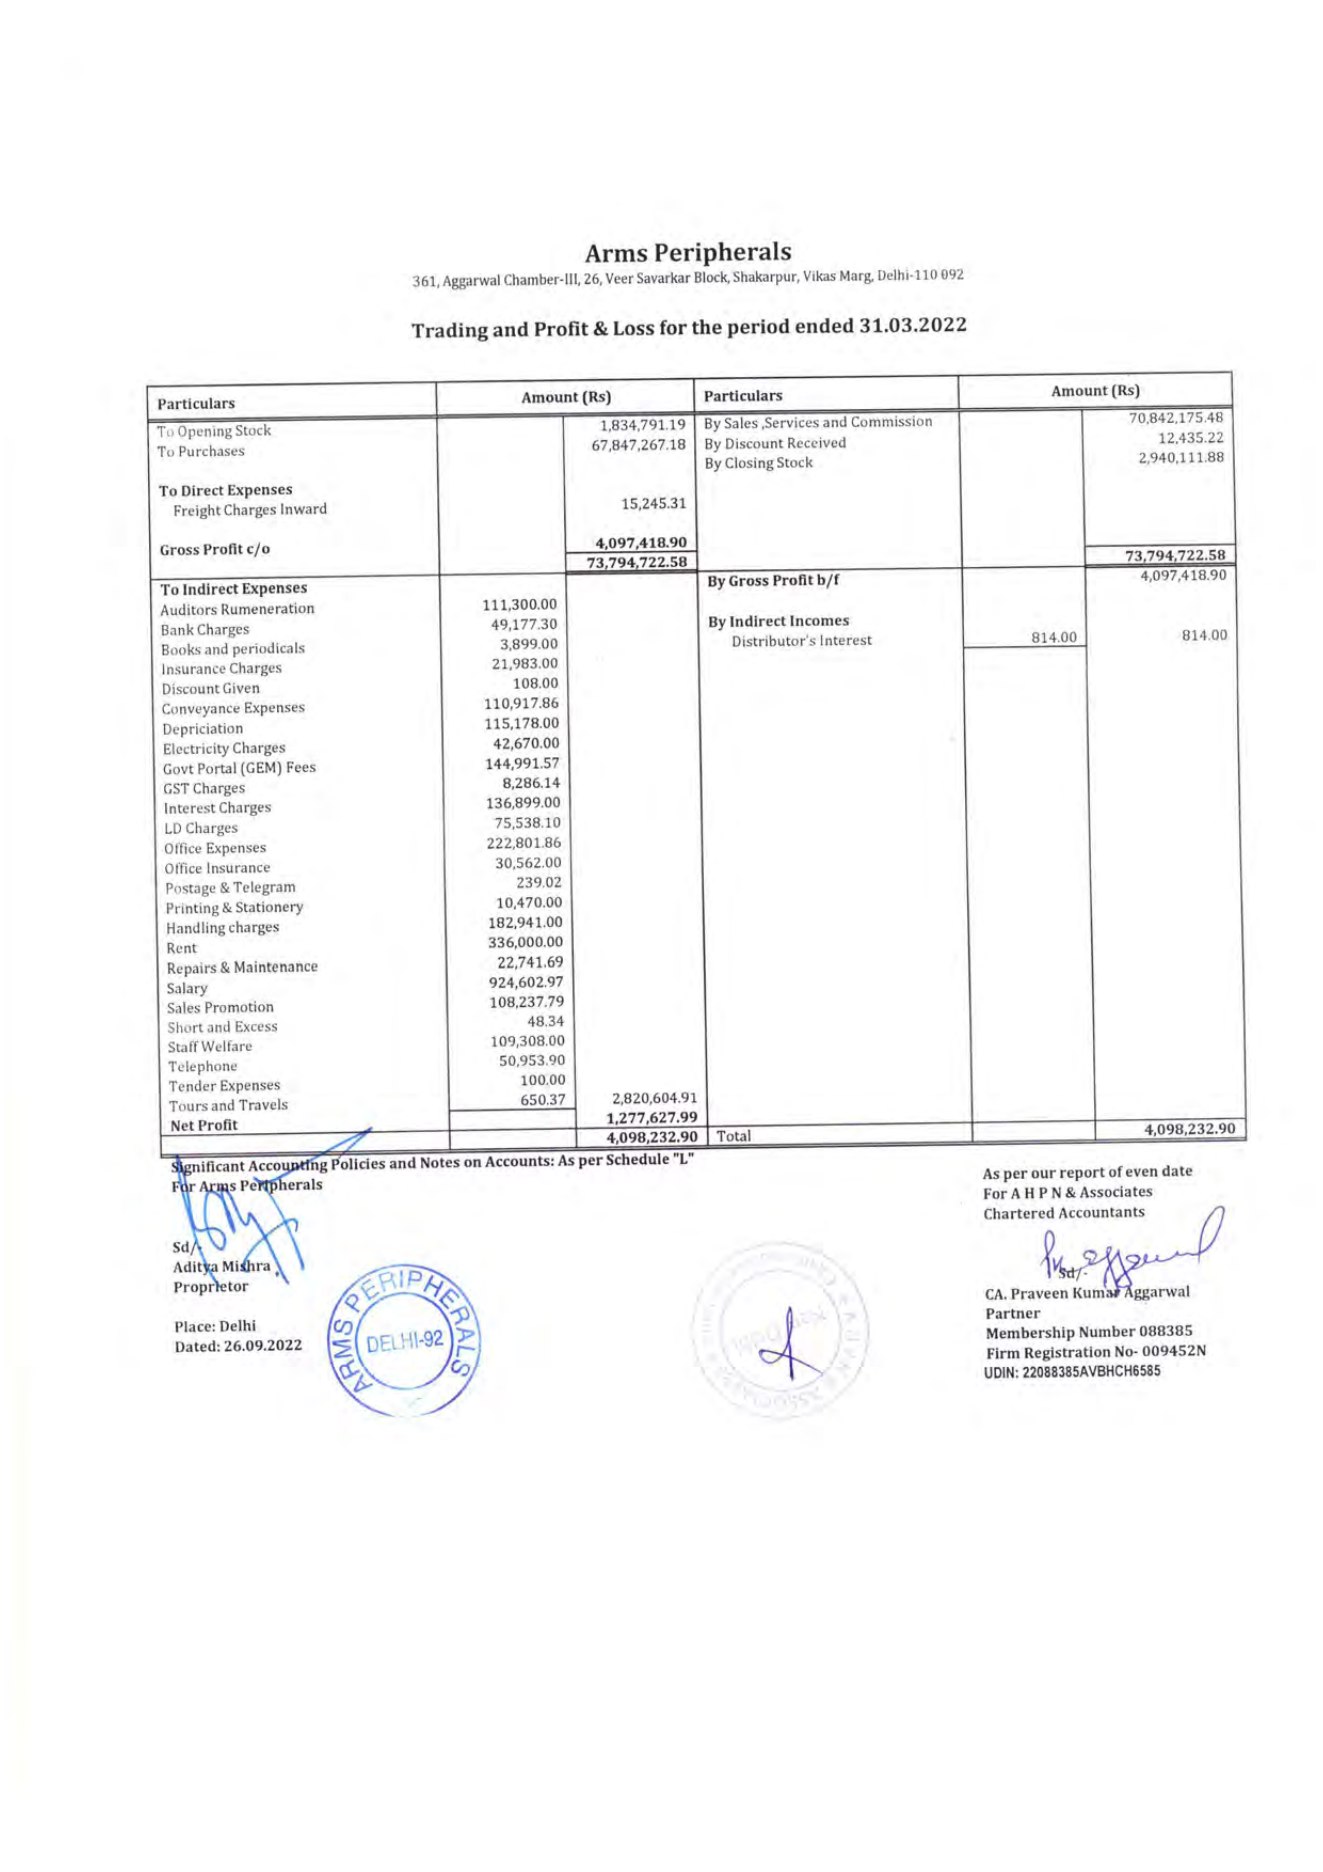 Arms Peripherals
361, Aggarwal Chamber-III, 26, Veer Savarkar Block, Shakarpur, Vikas Marg, Delhi-110 092
Trading and Profit & Loss for the period ended 31.03.2022
Particulars Amount (Rs) Particulars Amount (Rs)
To Opening Stock 1,834,791.19 By Sales ,Services and Commission 70,842,175.48
To Purchases 67,847,267.18 By Discount Received 12,435.22
By Closing Stock 2,940,111.88
To Direct Expenses
Freight Charges Inward 15,245.31
Gross Profit c/o 4,097,418.90
73,794,722.58 73,794,722.58
To Indirect Expenses By Gross Profit b/f 4,097,418.90
Auditors Rumeneration 111,300.00
Bank Charges 49,177.30 By Indirect Incomes
Books and periodicals 3,899.00 Distributor's Interest 814.00 814.00
Insurance Charges 21,983.00
Discount Given 108.00
Conveyance Expenses 110,917.86
Depriciation 115,178.00
Electricity Charges 42,670.00
Govt Portal (GEM) Fees 144,991.57
GST Charges 8,286.14
Interest Charges 136,899.00
LD Charges 75,538.10
Office Expenses 222,801.86
Office Insurance 30,562.00
Postage & Telegram 239.02
Printing & Stationery 10,470.00
Handling charges 182,941.00
Rent 336,000.00
Repairs & Maintenance 22,741.69
Salary 924,602.97
Sales Promotion 108,237.79
Short and Excess 48.34
Staff Welfare 109,308.00
Telephone 50,953.90
Tender Expenses 100.00
Tours and Travels 650.37 2,820,604.91
Net Profit 1,277,627.99
4,098,232.90 Total 4,098,232.90
Significant Accounting Policies and Notes on Accounts: As per Schedule "L"
For Arms Peripherals
Sd/-
Aditya Mishra
Proprietor
Place: Delhi
Dated: 26.09.2022
ARMS PERIPHERALS
DELHI-92
As per our report of even date
For A H P N & Associates
Chartered Accountants
Sd/-
CA. Praveen Kumar Aggarwal
Partner
Membership Number 088385
Firm Registration No- 009452N
UDIN: 22088385AVBHCH6585